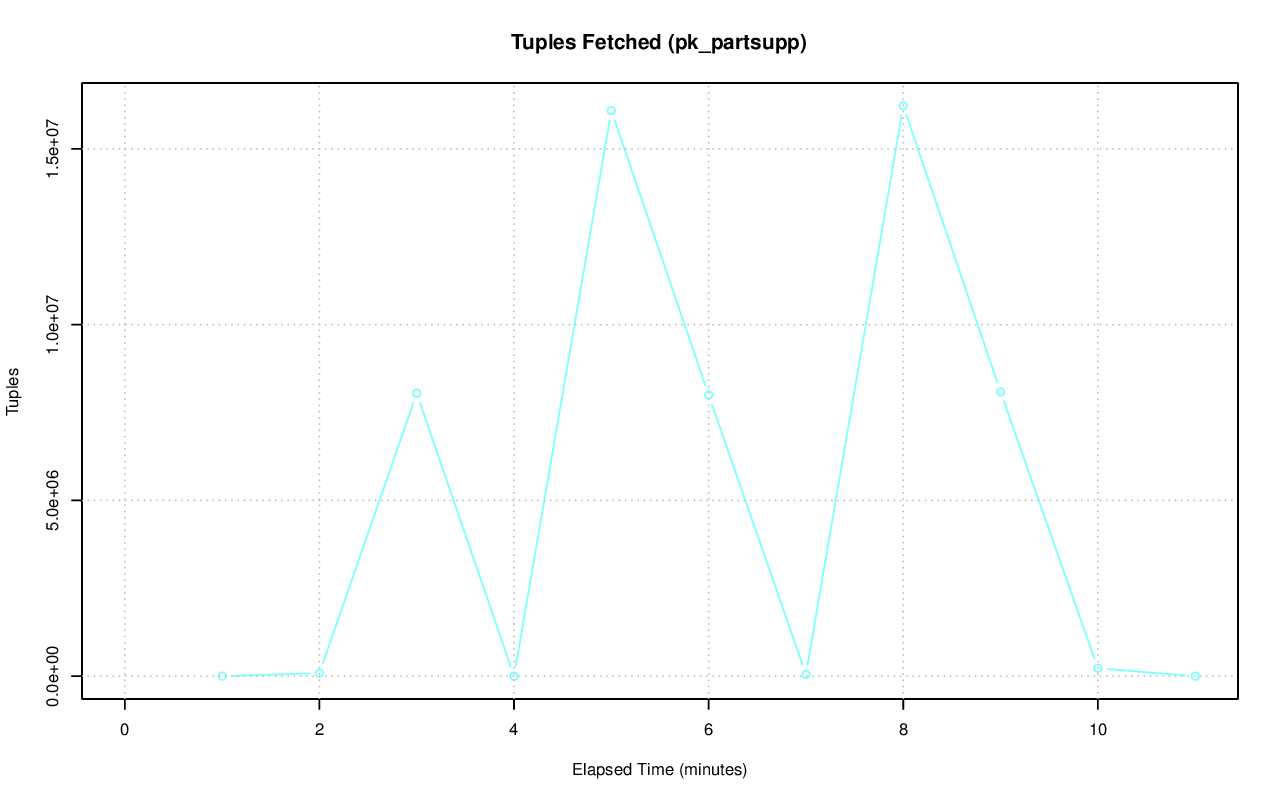 Tuples Fetched (pk_partsupp)
Tuples
1.5e+07
1.0e+07
5.0e+06
0.0e+00
0 2 4 6 8 10
Elapsed Time (minutes)